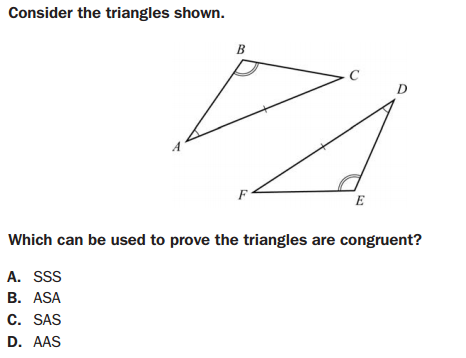 Consider the triangles shown.
B
C
D
A
F
E
Which can be used to prove the triangles are congruent?
A. SSS
B. ASA
C. SAS
D. AAS